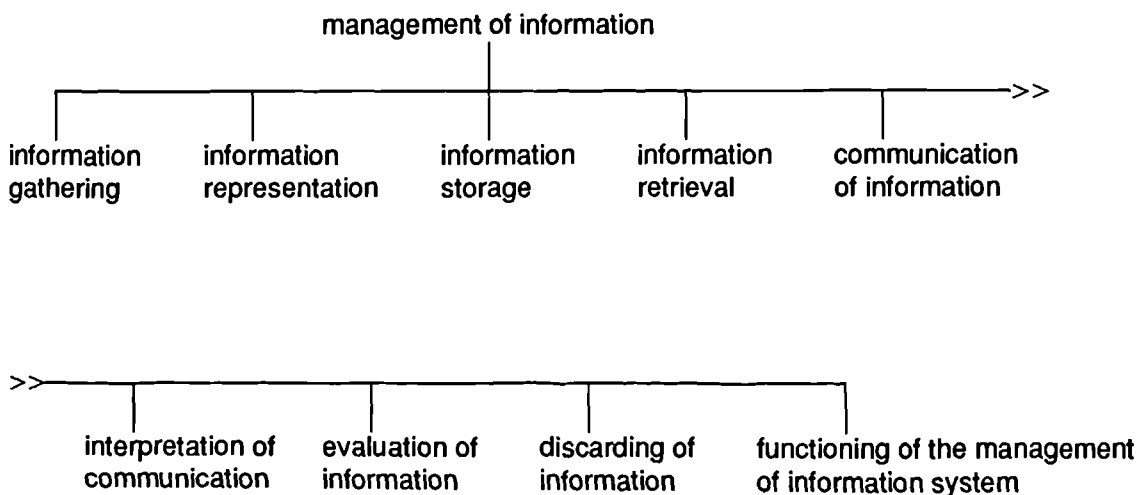 management of information
>>
information
gathering
information
representation
information
storage
information
retrieval
communication
of information
>>
interpretation of
communication
evaluation of
information
discarding of
information
functioning of the management
of information system